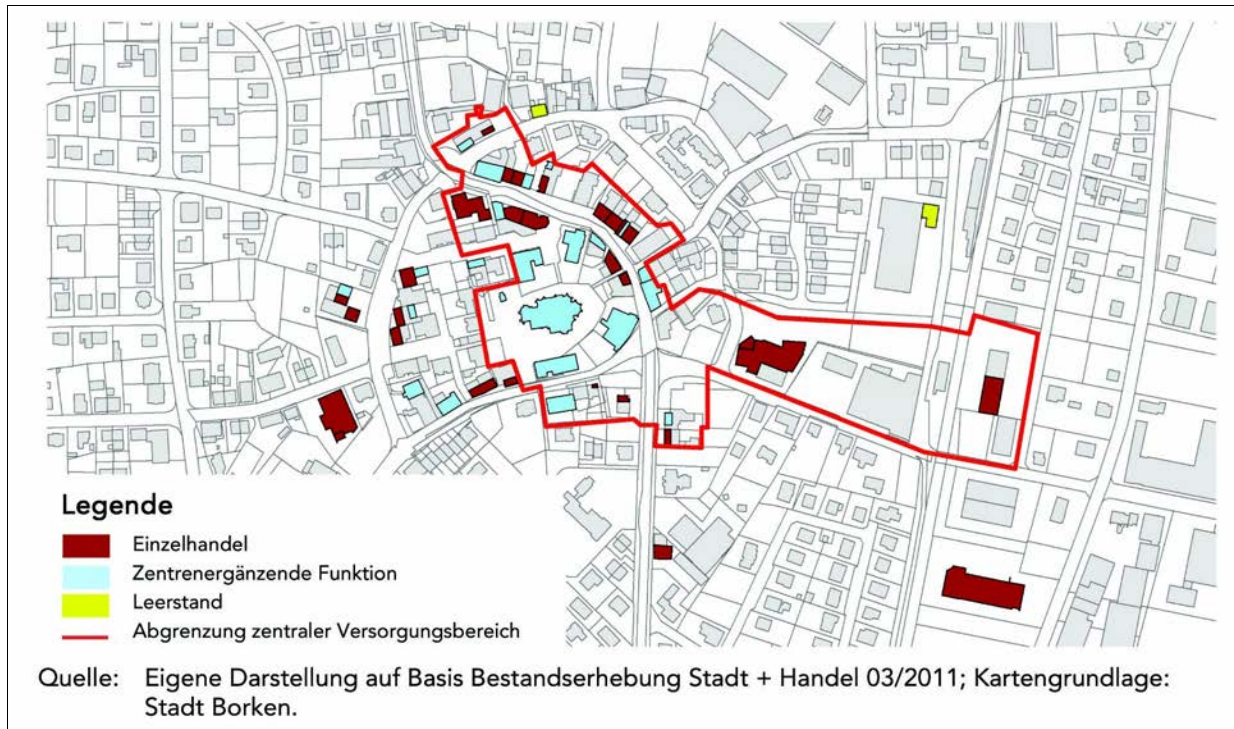 Legende
Einzelhandel
Zentrenergänzende Funktion
Leerstand
Abgrenzung zentraler Versorgungsbereich
Quelle: Eigene Darstellung auf Basis Bestandserhebung Stadt + Handel 03/2011; Kartengrundlage:
Stadt Borken.